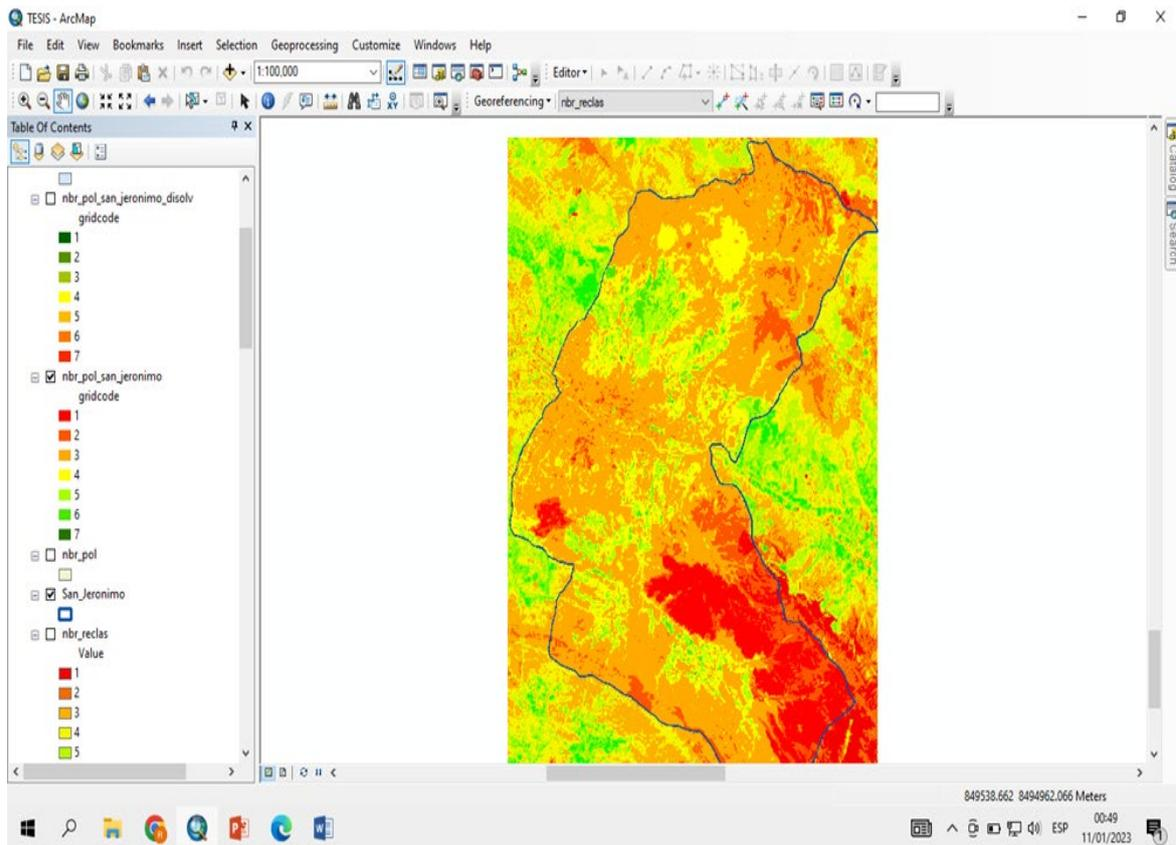 TESIS - ArcMap
File Edit View Bookmarks Insert Selection Geoprocessing Customize Windows Help
1:100,000 Editor
Georeferencing nbr_reclas
Table Of Contents
nbr_pol_san_jeronimo_disolv
gridcode
1
2
3
4
5
6
7
nbr_pol_san_jeronimo
gridcode
1
2
3
4
5
6
7
nbr_pol
San_Jeronimo
nbr_reclas
Value
1
2
3
4
5
Catalog
Search
849538.662 8494962.066 Meters
ESP
00:49
11/01/2023
1